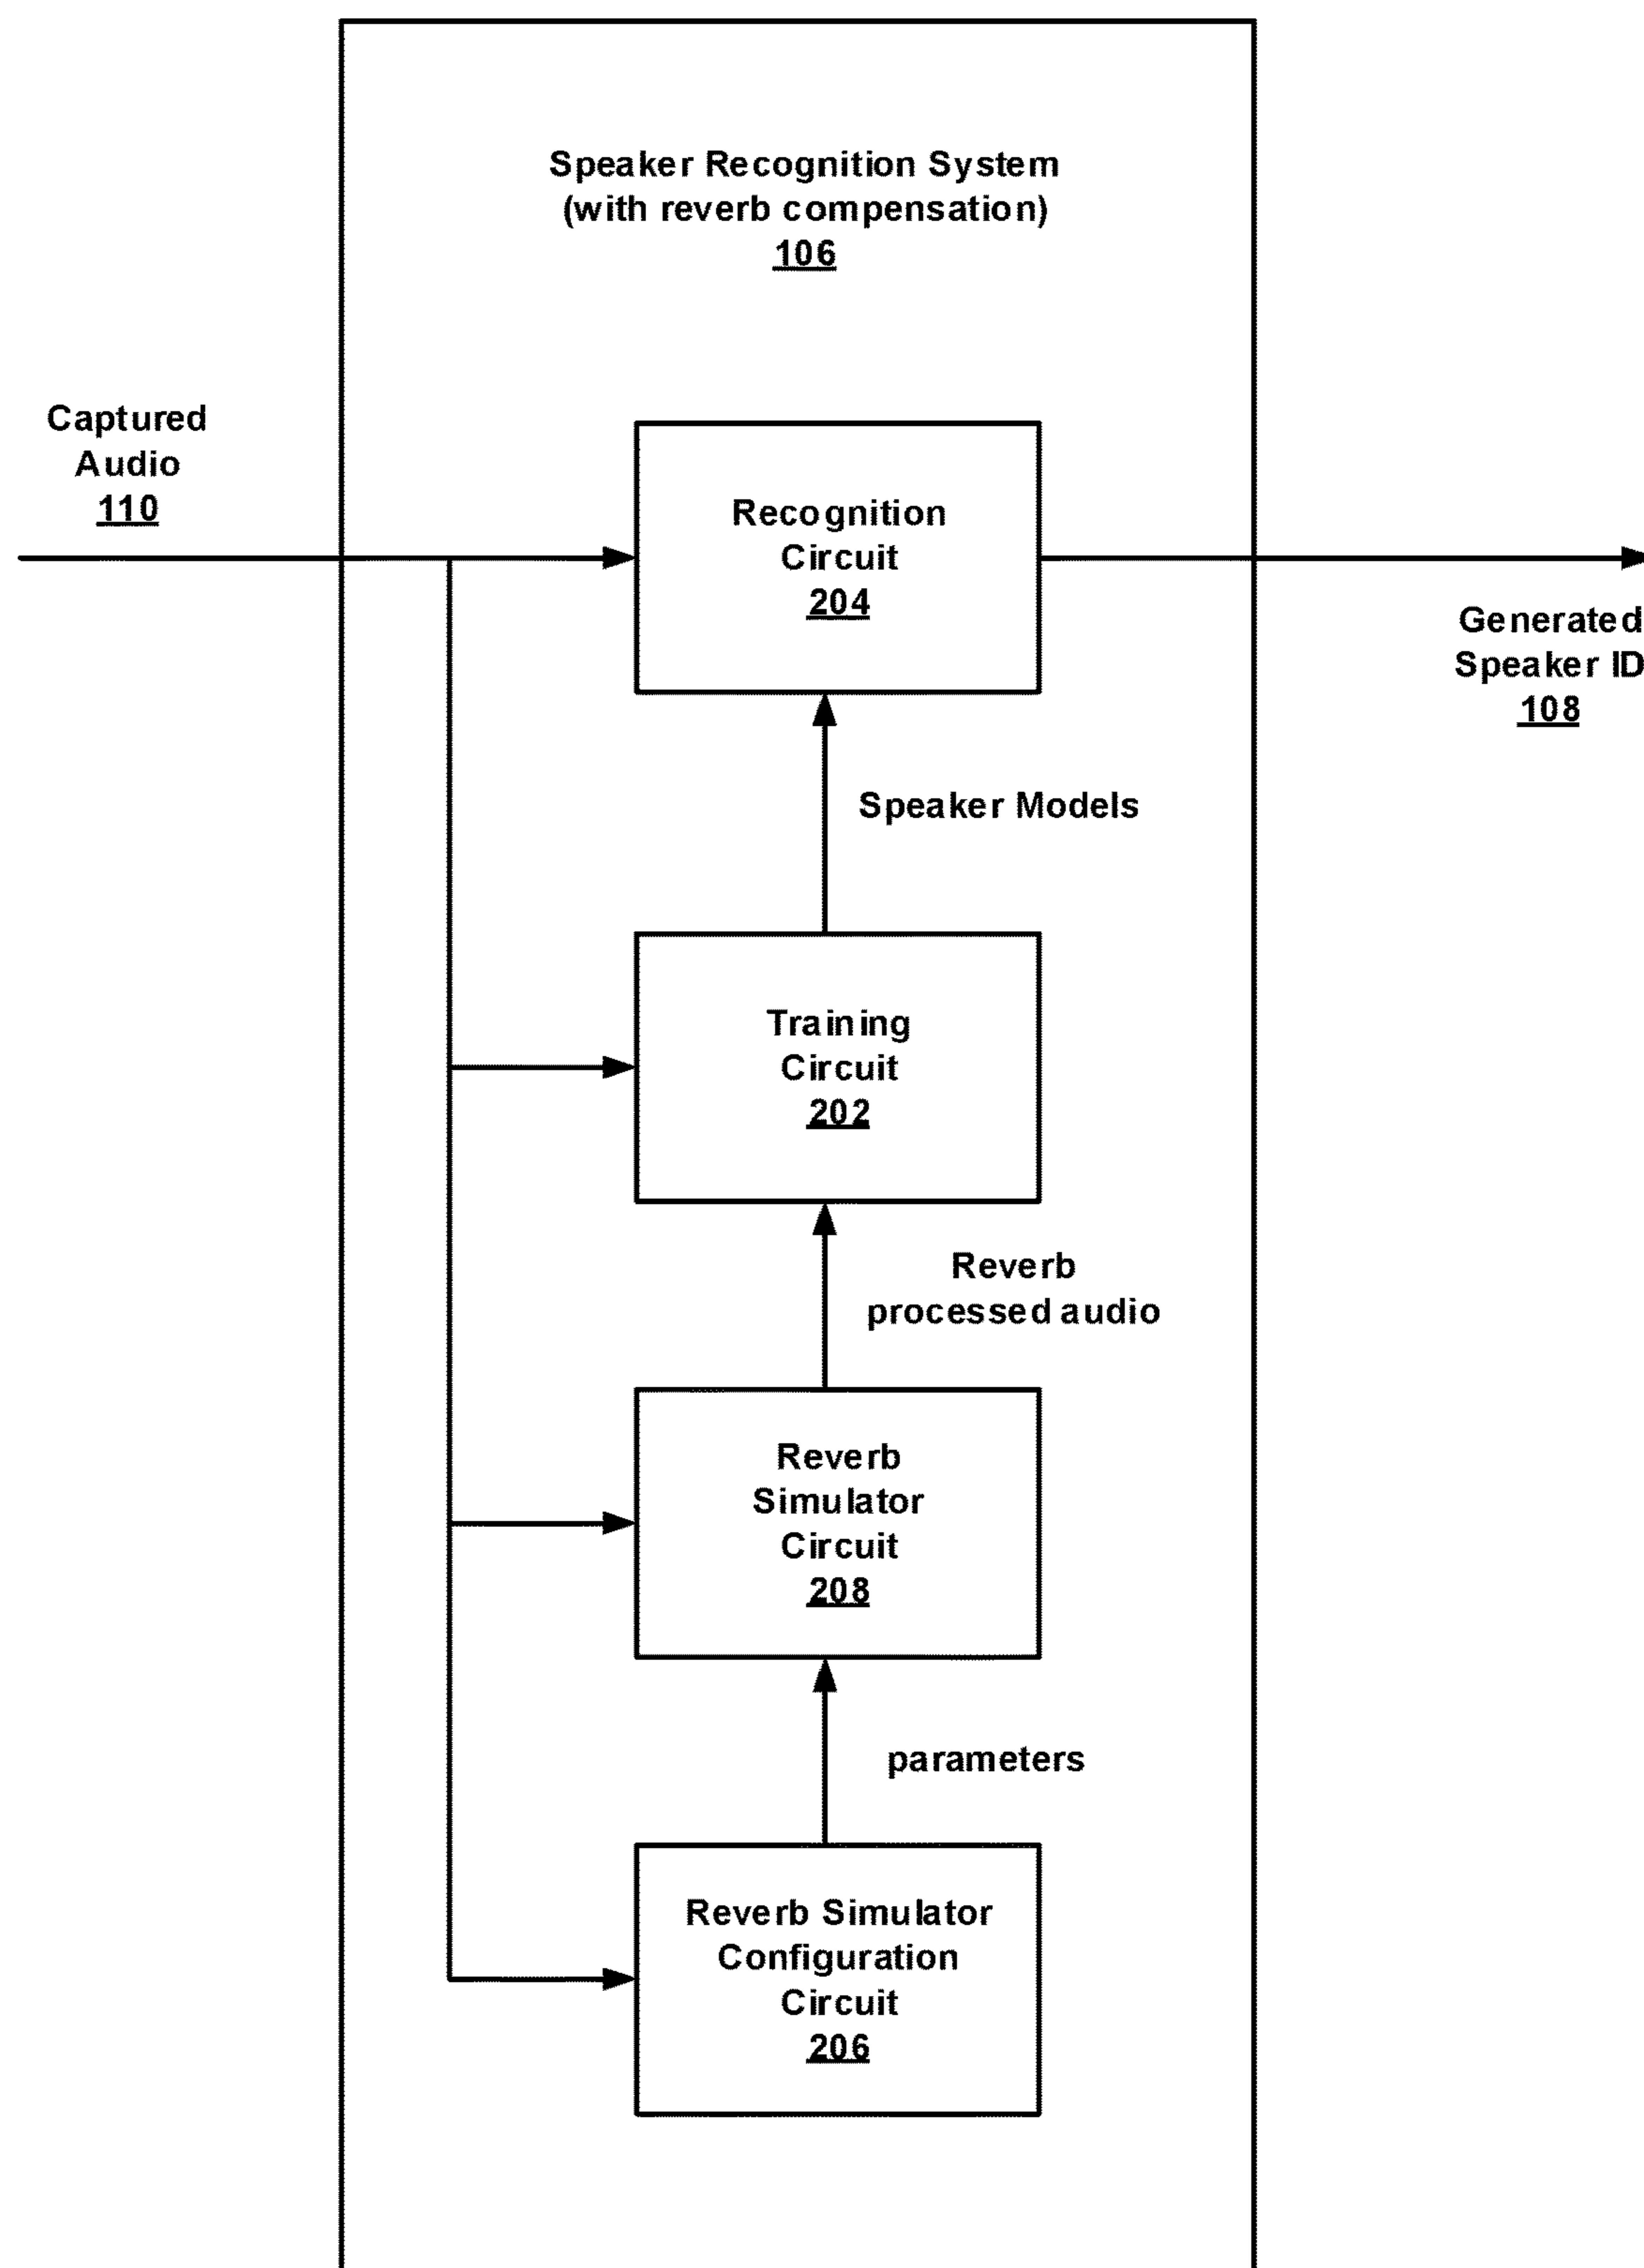 Speaker Recognition System
(with reverb compensation)
106
Captured
Audio
110
Recognition
Circuit
204
Generated
Speaker ID
108
Speaker Models
Training
Circuit
202
Reverb
processed audio
Reverb
Simulator
Circuit
208
parameters
Reverb Simulator
Configuration
Circuit
206